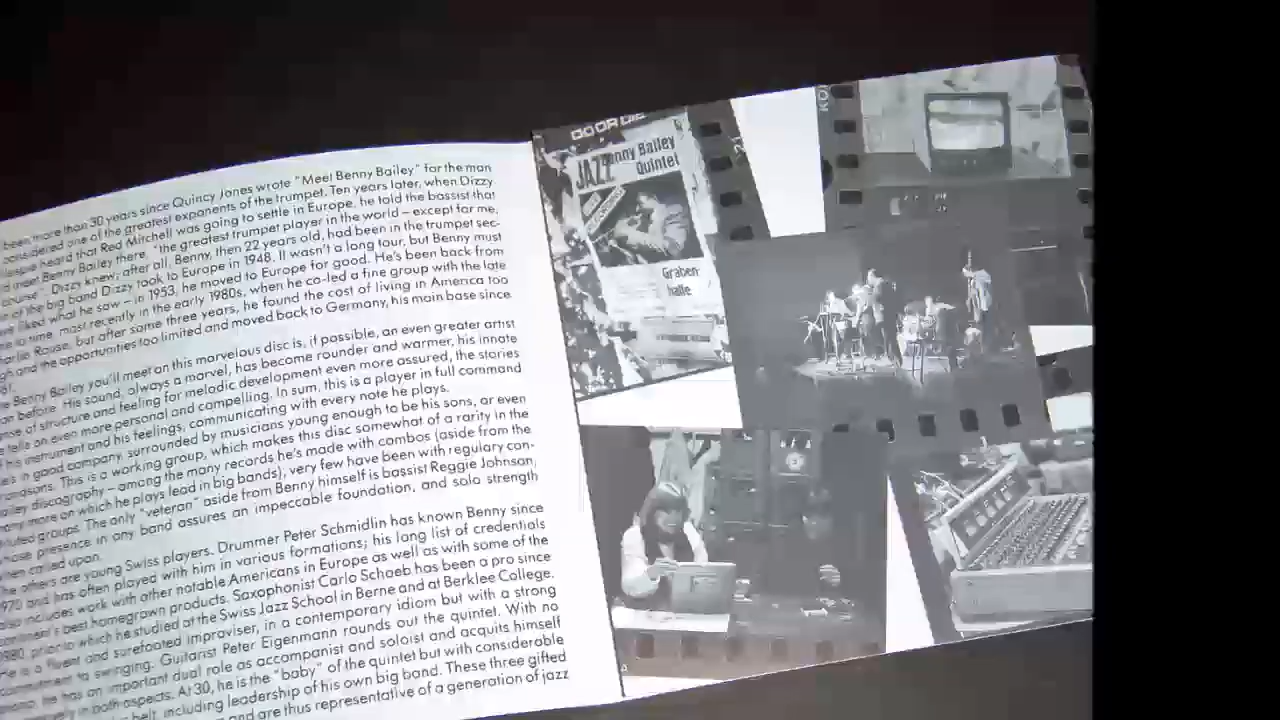 been more than 30 years since Quincy Jones wrote "Meet Benny Bailey" for the man
considered one of the greatest exponents of the trumpet. Ten years later, when Dizzy
heard that Red Mitchell was going to settle in Europe, he told the bassist that
meet Benny Bailey there, "the greatest trumpet player in the world – except for me,
course". Dizzy knew; after all, Benny, then 22 years old, had been in the trumpet sec-
of the big band Dizzy took to Europe in 1948. It wasn't a long tour, but Benny must
liked what he saw – in 1953, he moved to Europe for good. He's been back from
to time, most recently in the early 1980s, when he co-led a fine group with the late
Rouse, but after some three years, he found the cost of living in America too
and the opportunities too limited and moved back to Germany, his main base since
Benny Bailey you'll meet on this marvelous disc is, if possible, an even greater artist
before. His sound, always a marvel, has become rounder and warmer, his innate
of structure and feeling for melodic development even more assured, the stories
tells an even more personal and compelling. In sum, this is a player in full command
his instrument and his feelings, communicating with every note he plays.
in good company, surrounded by musicians young enough to be his sons, or even
This is a working group, which makes this disc somewhat of a rarity in the
discography – among the many records he's made with combos (aside from the
many more on which he plays lead in big bands), very few have been with regulary con-
groups. The only "veteran" aside from Benny himself is bassist Reggie Johnson,
whose presence in any band assures an impeccable foundation, and solo strength
when called upon.
others are young Swiss players. Drummer Peter Schmidlin has known Benny since
1970 and has often played with him in various formations; his long list of credentials
also includes work with other notable Americans in Europe as well as with some of the
best homegrown products. Saxophonist Carlo Schoeb has been a pro since
1980, prior to which he studied at the Swiss Jazz School in Berne and at Berklee College.
He is a fluent and surefooted improviser, in a contemporary idiom but with a strong
commitment to swinging. Guitarist Peter Eigenmann rounds out the quintet. With no
he has an important dual role as accompanist and soloist and acquits himself
in both aspects. At 30, he is the "baby" of the quintet but with considerable
belt, including leadership of his own big band. These three gifted
and are thus representative of a generation of jazz
DO OR DIE
JAZZ
Benny Bailey
Quintet
Graben-
halle